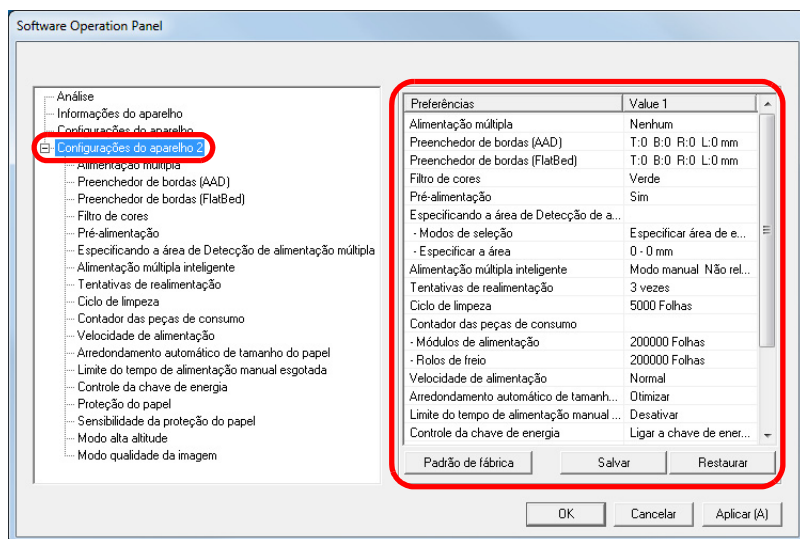 Software Operation Panel
Análise
Informações do aparelho
Configurações do aparelho
Configurações do aparelho 2
Alimentação múltipla
Preenchedor de bordas (AAD)
Preenchedor de bordas (FlatBed)
Filtro de cores
Pré-alimentação
Especificando a área de Detecção de alimentação múltipla
Alimentação múltipla inteligente
Tentativas de realimentação
Ciclo de limpeza
Contador das peças de consumo
Velocidade de alimentação
Arredondamento automático de tamanho do papel
Limite do tempo de alimentação manual esgotada
Controle da chave de energia
Proteção do papel
Sensibilidade da proteção do papel
Modo alta altitude
Modo qualidade da imagem
Preferências Value 1
Alimentação múltipla Nenhum
Preenchedor de bordas (AAD) T:0 B:0 R:0 L:0 mm
Preenchedor de bordas (FlatBed) T:0 B:0 R:0 L:0 mm
Filtro de cores Verde
Pré-alimentação Sim
Especificando a área de Detecção de a...
- Modos de seleção Especificar área de e...
- Especificar a área 0 - 0 mm
Alimentação múltipla inteligente Modo manual Não rel...
Tentativas de realimentação 3 vezes
Ciclo de limpeza 5000 Folhas
Contador das peças de consumo
- Módulos de alimentação 200000 Folhas
- Rolos de freio 200000 Folhas
Velocidade de alimentação Normal
Arredondamento automático de tamanh... Otimizar
Limite do tempo de alimentação manual ... Desativar
Controle da chave de energia Ligar a chave de ener...
Padrão de fábrica Salvar Restaurar
OK Cancelar Aplicar (A)